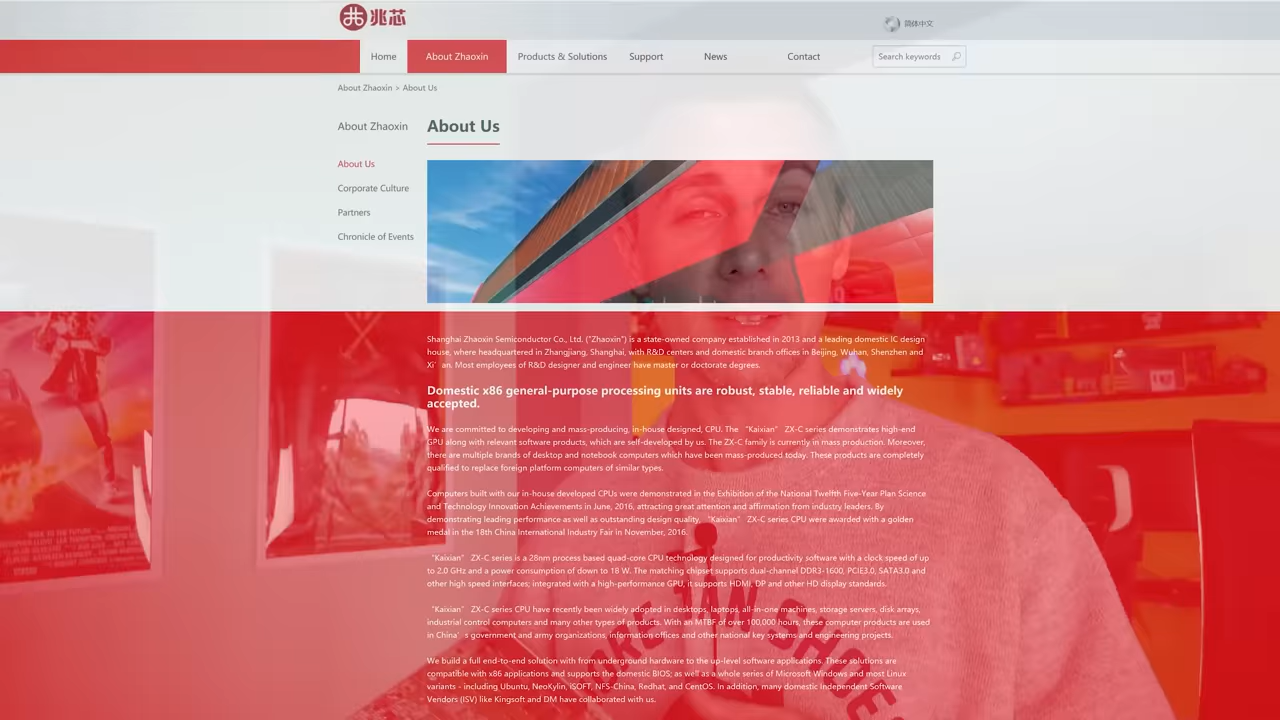 兆芯
简体中文
Home
About Zhaoxin
Products & Solutions
Support
News
Contact
Search keywords
About Zhaoxin > About Us
About Zhaoxin
About Us
About Us
Corporate Culture
Partners
Chronicle of Events
Shanghai Zhaoxin Semiconductor Co., Ltd. ("Zhaoxin") is a state-owned company established in 2013 and a leading domestic IC design
house, where headquartered in Zhangjiang, Shanghai, with R&D centers and domestic branch offices in Beijing, Wuhan, Shenzhen and
Xi' an. Most employees of R&D designer and engineer have master or doctorate degrees.
Domestic x86 general-purpose processing units are robust, stable, reliable and widely
accepted.
We are committed to developing and mass-producing, in-house designed, CPU. The “Kaixian” ZX-C series demonstrates high-end
GPU along with relevant software products, which are self-developed by us. The ZX-C family is currently in mass production. Moreover,
there are multiple brands of desktop and notebook computers which have been mass-produced today. These products are completely
qualified to replace foreign platform computers of similar types.
Computers built with our in-house developed CPUs were demonstrated in the Exhibition of the National Twelfth Five-Year Plan Science
and Technology Innovation Achievements in June, 2016, attracting great attention and affirmation from industry leaders. By
demonstrating leading performance as well as outstanding design quality, “Kaixian” ZX-C series CPU were awarded with a golden
medal in the 18th China International Industry Fair in November, 2016.
“Kaixian” ZX-C series is a 28nm process based quad-core CPU technology designed for productivity software with a clock speed of up
to 2.0 GHz and a power consumption of down to 18 W. The matching chipset supports dual-channel DDR3-1600, PCIE3.0, SATA3.0 and
other high speed interfaces; integrated with a high-performance GPU, it supports HDMI, DP and other HD display standards.
“Kaixian” ZX-C series CPU have recently been widely adopted in desktops, laptops, all-in-one machines, storage servers, disk arrays,
industrial control computers and many other types of products. With an MTBF of over 100,000 hours, these computer products are used
in China' s government and army organizations, information offices and other national key systems and engineering projects.
We build a full end-to-end solution with from underground hardware to the up-level software applications. These solutions are
compatible with x86 applications and supports the domestic BIOS; as well as a whole series of Microsoft Windows and most Linux
variants - including Ubuntu, NeoKylin, iSOFT, NFS-China, Redhat, and CentOS. In addition, many domestic Independent Software
Vendors (ISV) like Kingsoft and DM have collaborated with us.